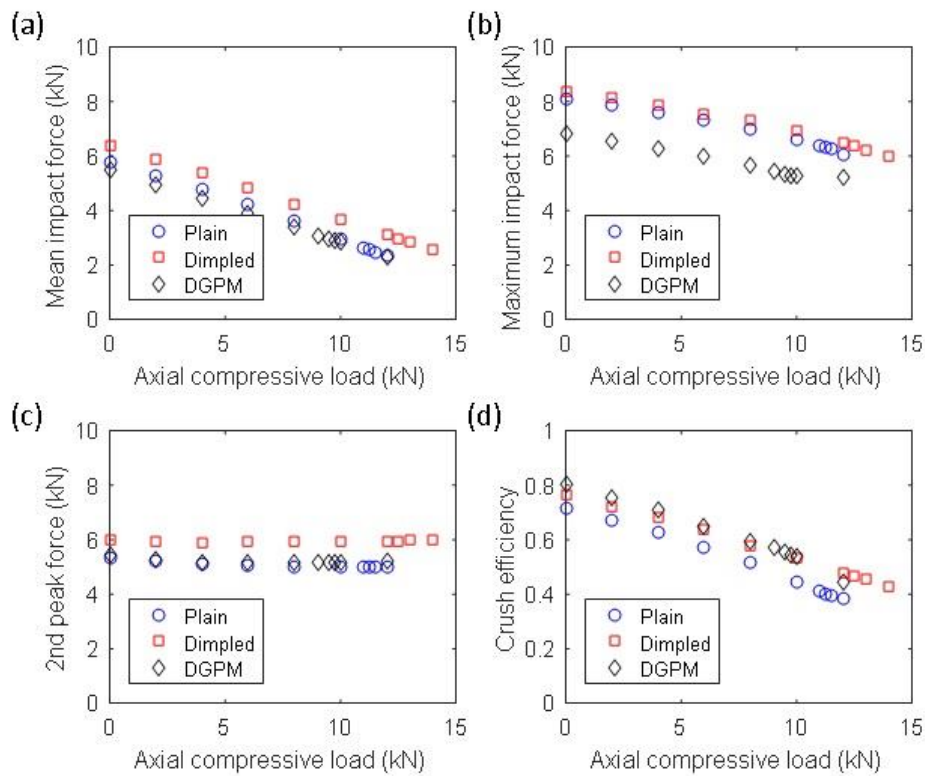 (a)
10
8
6
4
2
0
Mean impact force (kN)
Plain
Dimpled
DGPM
0 5 10 15
Axial compressive load (kN)
(b)
10
8
6
4
2
0
Maximum impact force (kN)
Plain
Dimpled
DGPM
0 5 10 15
Axial compressive load (kN)
(c)
10
8
6
4
2
0
2nd peak force (kN)
Plain
Dimpled
DGPM
0 5 10 15
Axial compressive load (kN)
(d)
1
0.8
0.6
0.4
0.2
0
Crush efficiency
Plain
Dimpled
DGPM
0 5 10 15
Axial compressive load (kN)